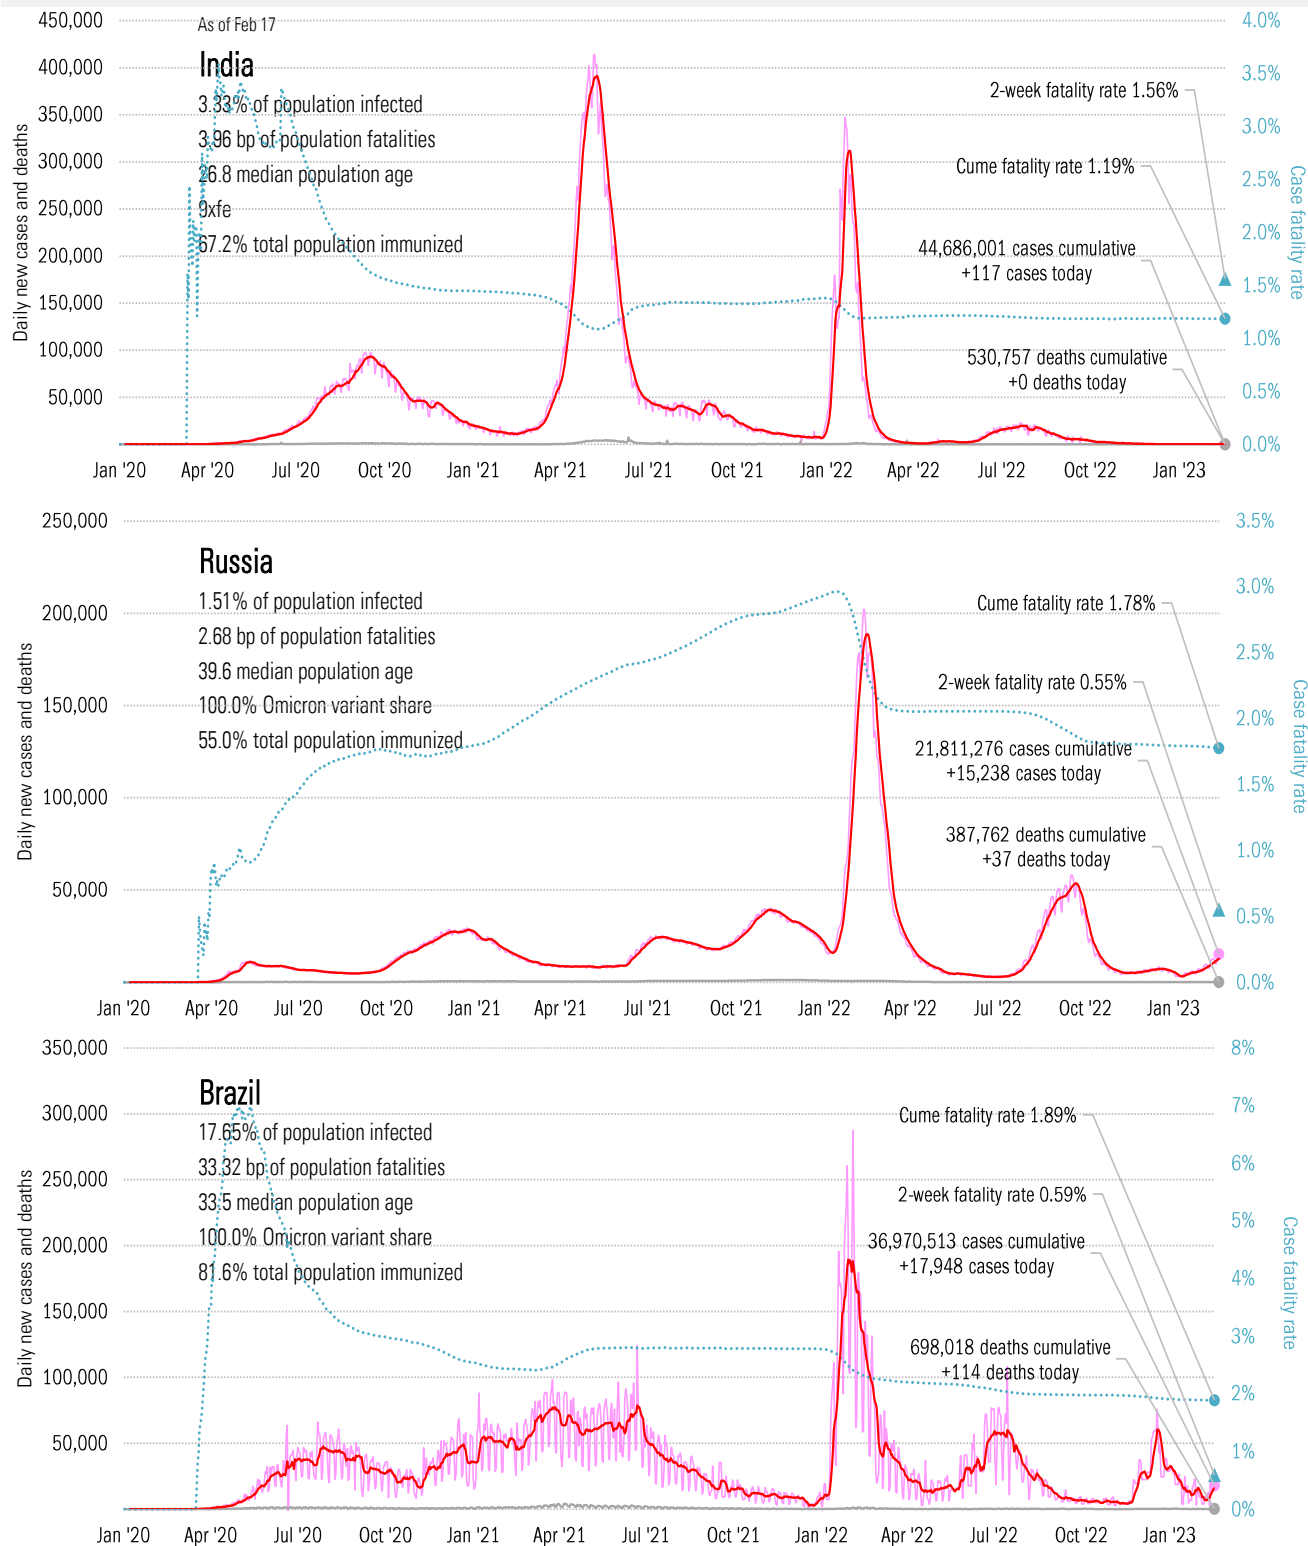 450,000
As of Feb 17
4.0%
India
400,000
3.5%
2-week fatality rate 1.56%
3.33% of population infected
350,000
3.0%
3.96 bp of population fatalities
300,000
Cume fatality rate 1.19%
26.8 median population age
2.5%
250,000
9xfe
2.0%
67.2% total population immunized
200,000
44,686,001 cases cumulative
+117 cases today
150,000
1.5%
100,000
1.0%
530,757 deaths cumulative
+0 deaths today
50,000
0.5%
0.0%
Daily new cases and deaths
Case fatality rate
Jan '20 Apr '20 Jul '20 Oct '20 Jan '21 Apr '21 Jul '21 Oct '21 Jan '22 Apr '22 Jul '22 Oct '22 Jan '23
250,000
3.5%
Russia
3.0%
1.51% of population infected
Cume fatality rate 1.78%
200,000
2.68 bp of population fatalities
2.5%
39.6 median population age
2-week fatality rate 0.55%
150,000
100.0% Omicron variant share
2.0%
55.0% total population immunized
21,811,276 cases cumulative
+15,238 cases today
1.5%
100,000
387,762 deaths cumulative
+37 deaths today
1.0%
50,000
0.5%
0.0%
Daily new cases and deaths
Case fatality rate
Jan '20 Apr '20 Jul '20 Oct '20 Jan '21 Apr '21 Jul '21 Oct '21 Jan '22 Apr '22 Jul '22 Oct '22 Jan '23
350,000
8%
Brazil
300,000
7%
Cume fatality rate 1.89%
17.65% of population infected
33.32 bp of population fatalities
6%
250,000
2-week fatality rate 0.59%
33.5 median population age
5%
100.0% Omicron variant share
200,000
36,970,513 cases cumulative
+17,948 cases today
81.6% total population immunized
4%
150,000
3%
698,018 deaths cumulative
+114 deaths today
100,000
2%
50,000
1%
0%
Daily new cases and deaths
Case fatality rate
Jan '20 Apr '20 Jul '20 Oct '20 Jan '21 Apr '21 Jul '21 Oct '21 Jan '22 Apr '22 Jul '22 Oct '22 Jan '23